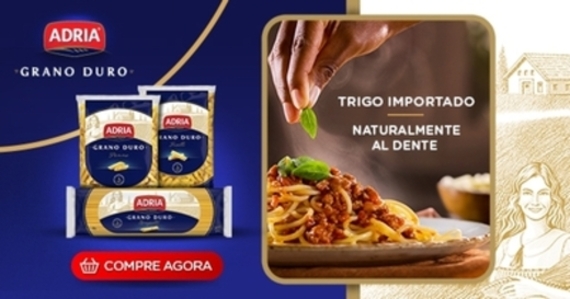 ADRIA
GRANO DURO
ADRIA
GRANO DURO
ADRIA
GRANO DURO
ADRIA
GRANO DURO
COMPRE AGORA
TRIGO IMPORTADO
NATURALMENTE
AL DENTE